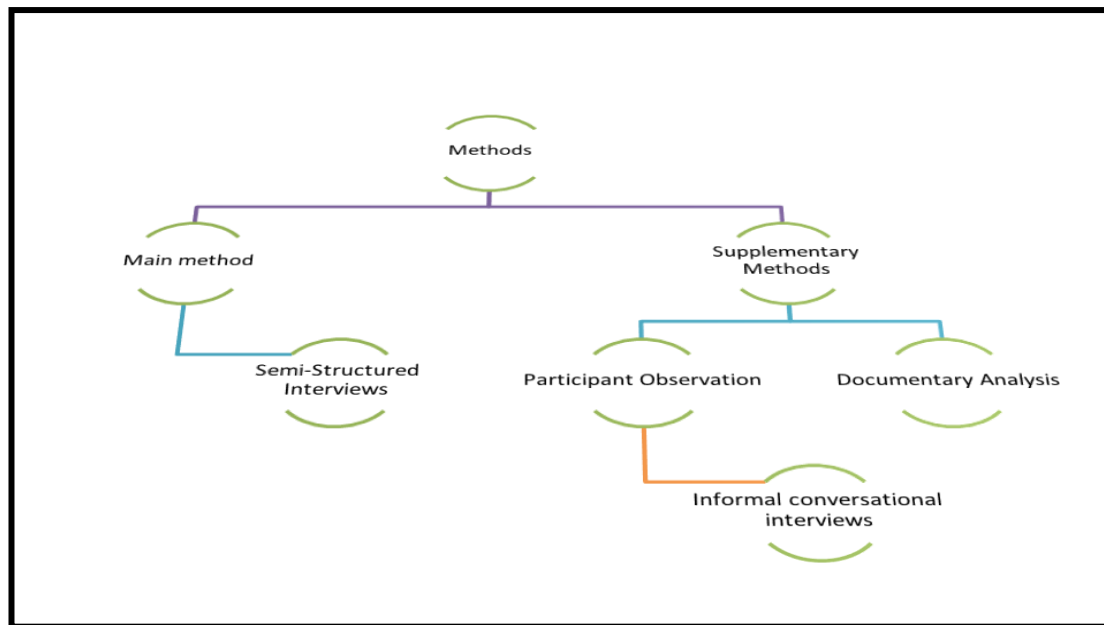 Methods
Main method
Supplementary
Methods
Semi-Structured
Interviews
Participant Observation
Documentary Analysis
Informal conversational
interviews